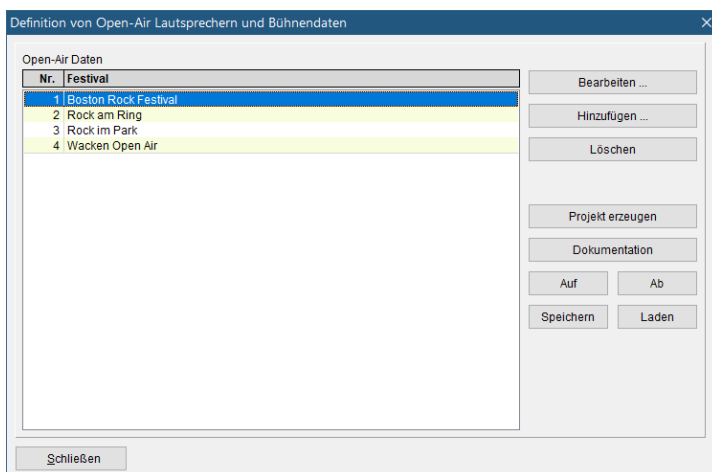 Definition von Open-Air Lautsprechern und Bühnendaten
Open-Air Daten
Nr. Festival
1 Boston Rock Festival
2 Rock am Ring
3 Rock im Park
4 Wacken Open Air
Bearbeiten ...
Hinzufügen ...
Löschen
Projekt erzeugen
Dokumentation
Auf Ab
Speichern Laden
Schließen